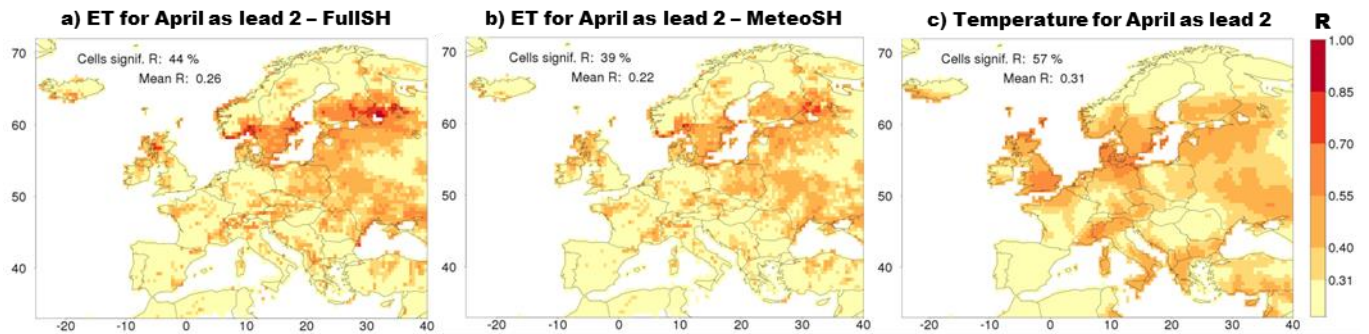 a) ET for April as lead 2 – FullSH
b) ET for April as lead 2 – MeteoSH
c) Temperature for April as lead 2
R
Cells signif. R: 44 %
Mean R: 0.26
Cells signif. R: 39 %
Mean R: 0.22
Cells signif. R: 57 %
Mean R: 0.31
70
60
50
40
-20 -10 0 10 20 30 40
70
60
50
40
-20 -10 0 10 20 30 40
70
60
50
40
-20 -10 0 10 20 30 40
1.00
0.85
0.70
0.55
0.40
0.31